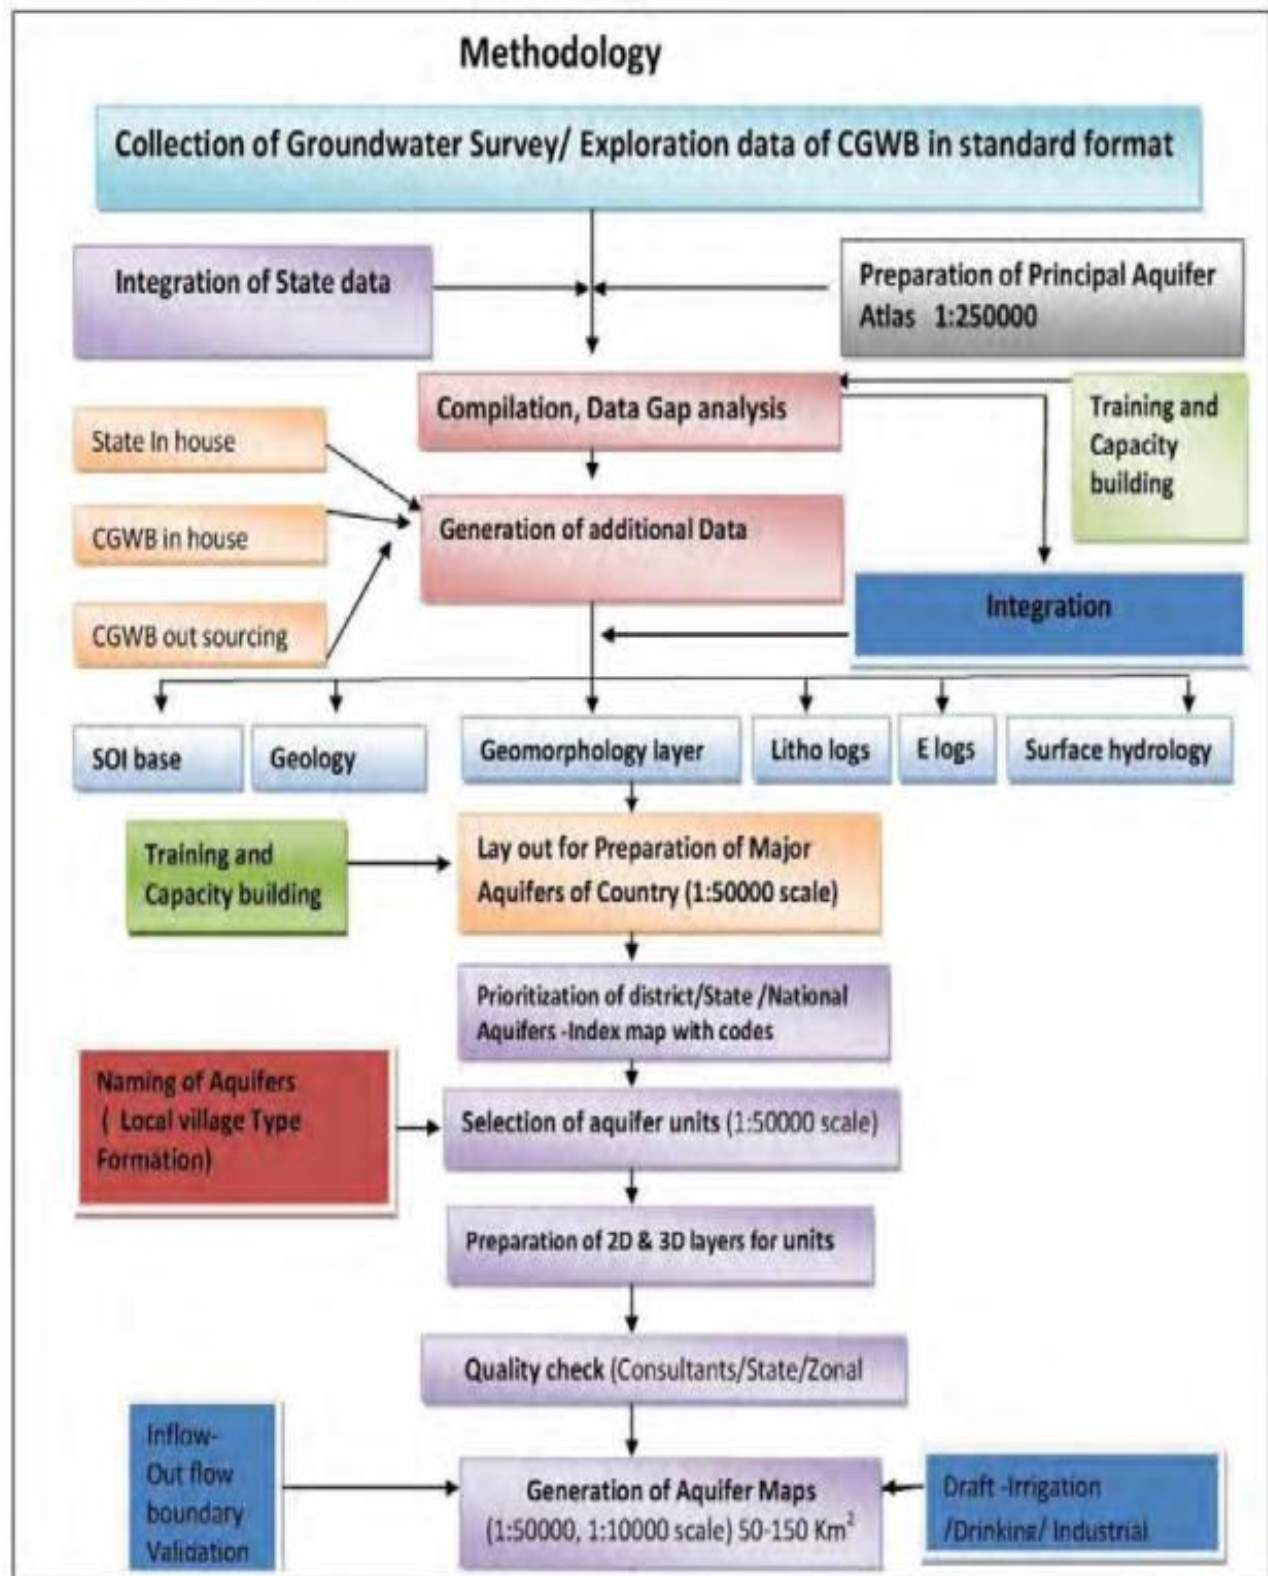 Methodology
Collection of Groundwater Survey/ Exploration data of CGWB in standard format
Integration of State data
Preparation of Principal Aquifer
Atlas 1:250000
Compilation, Data Gap analysis
Training and
Capacity
building
State In house
CGWB in house
CGWB out sourcing
Generation of additional Data
Integration
SOI base
Geology
Geomorphology layer
Litho logs
E logs
Surface hydrology
Training and
Capacity building
Lay out for Preparation of Major
Aquifers of Country (1:50000 scale)
Prioritization of district/State /National
Aquifers -Index map with codes
Naming of Aquifers
( Local village Type
Formation)
Selection of aquifer units (1:50000 scale)
Preparation of 2D & 3D layers for units
Quality check (Consultants/State/Zonal
Inflow-
Out flow
boundary
Validation
Generation of Aquifer Maps
(1:50000, 1:10000 scale) 50-150 Km²
Draft -Irrigation
/Drinking/ Industrial